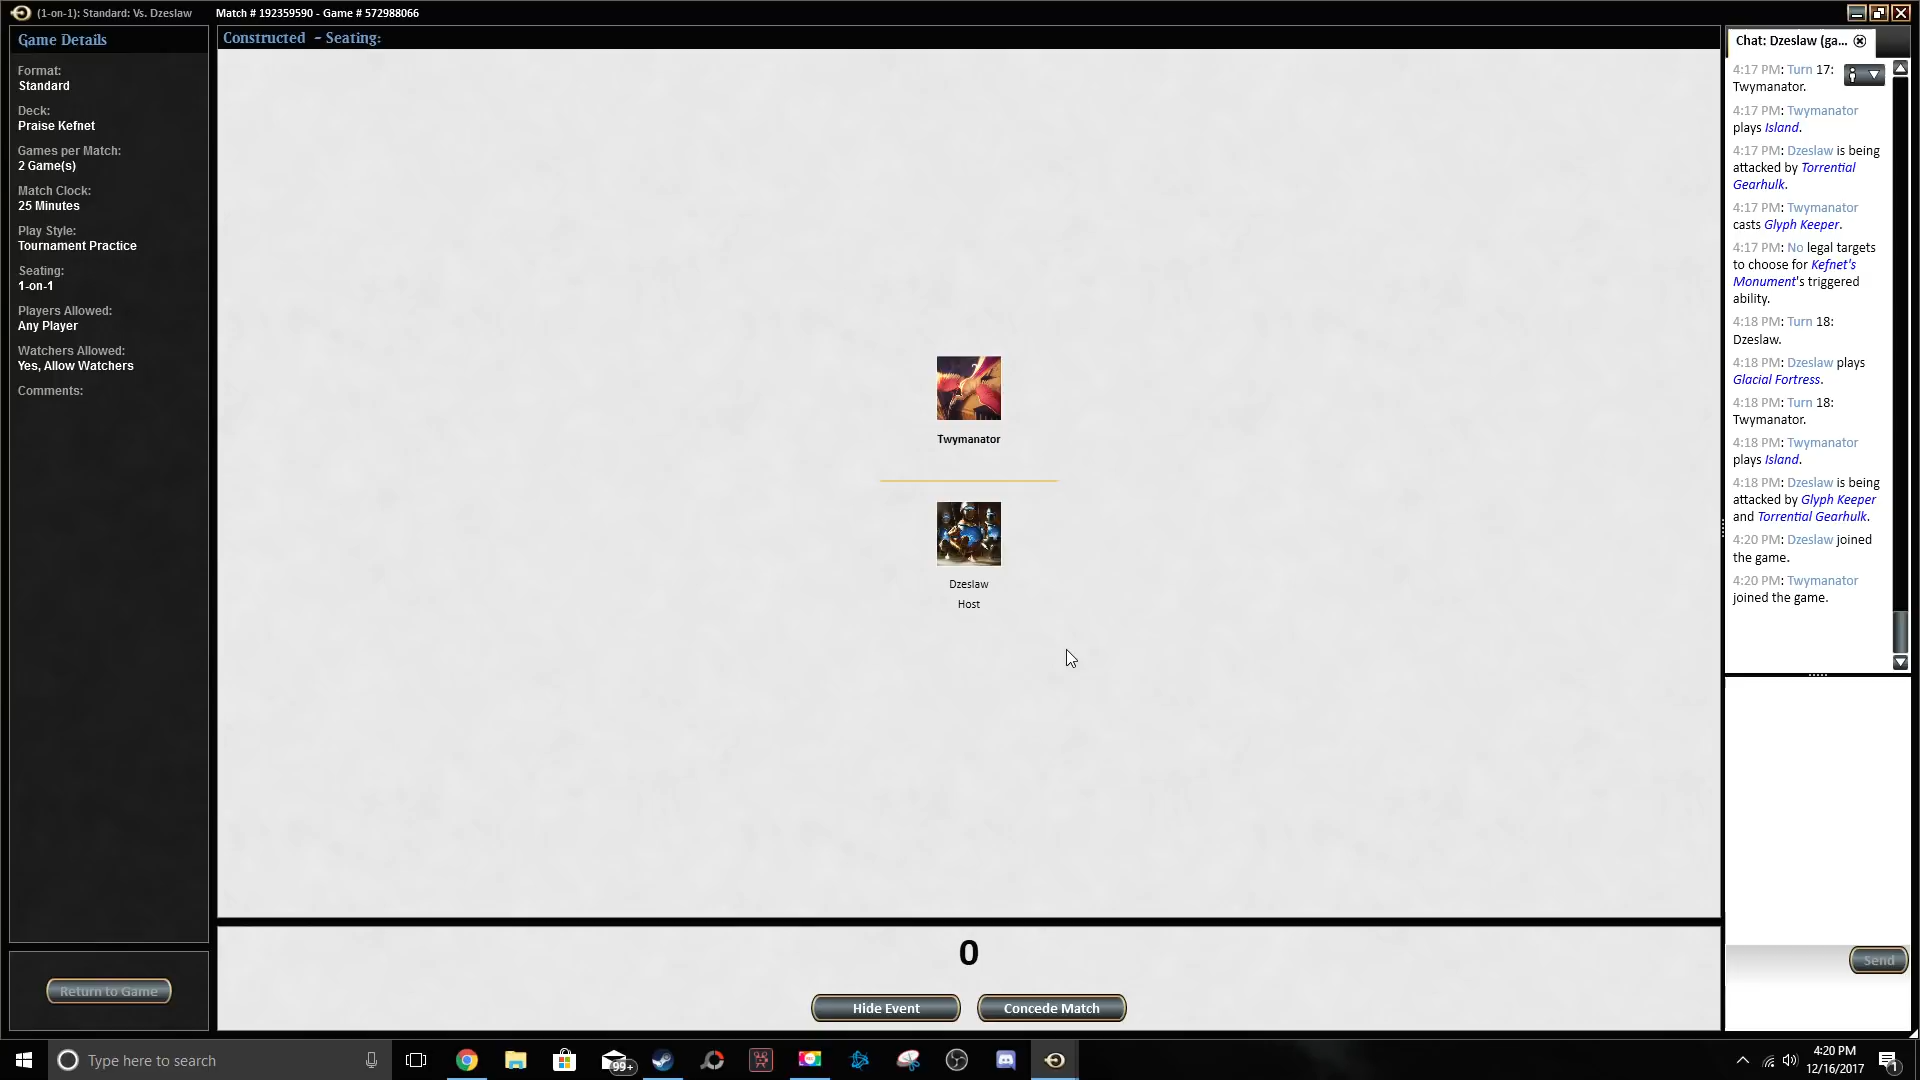 (1-on-1): Standard: Vs. Dzeslaw
Match # 192359590 - Game # 572988066
Game Details
Format:
Standard
Deck:
Praise Kefnet
Games per Match:
2 Game(s)
Match Clock:
25 Minutes
Play Style:
Tournament Practice
Seating:
1-on-1
Players Allowed:
Any Player
Watchers Allowed:
Yes, Allow Watchers
Comments:
Return to Game
Constructed - Seating:
Twymanator
Dzeslaw
Host
0
Hide Event
Concede Match
Chat: Dzeslaw (ga...
4:17 PM: Turn 17:
Twymanator.
4:17 PM: Twymanator
plays Island.
4:17 PM: Dzeslaw is being
attacked by Torrential
Gearhulk.
4:17 PM: Twymanator
casts Glyph Keeper.
4:17 PM: No legal targets
to choose for Kefnet's
Monument's triggered
ability.
4:18 PM: Turn 18:
Dzeslaw.
4:18 PM: Dzeslaw plays
Glacial Fortress.
4:18 PM: Turn 18:
Twymanator.
4:18 PM: Twymanator
plays Island.
4:18 PM: Dzeslaw is being
attacked by Glyph Keeper
and Torrential Gearhulk.
4:20 PM: Dzeslaw joined
the game.
4:20 PM: Twymanator
joined the game.
Send
Type here to search
99+
4:20 PM
12/16/2017
1